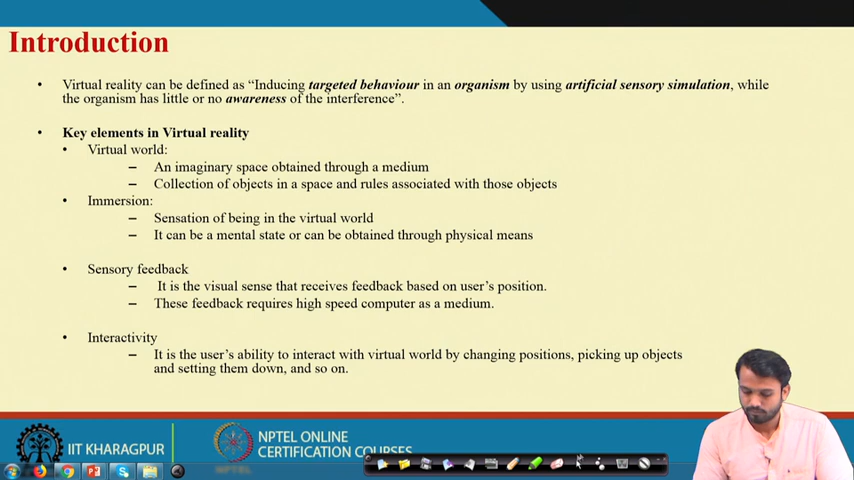 Introduction
• Virtual reality can be defined as “Inducing targeted behaviour in an organism by using artificial sensory simulation, while
the organism has little or no awareness of the interference”.
• Key elements in Virtual reality
• Virtual world:
– An imaginary space obtained through a medium
– Collection of objects in a space and rules associated with those objects
• Immersion:
– Sensation of being in the virtual world
– It can be a mental state or can be obtained through physical means
• Sensory feedback
– It is the visual sense that receives feedback based on user’s position.
– These feedback requires high speed computer as a medium.
• Interactivity
– It is the user’s ability to interact with virtual world by changing positions, picking up objects
and setting them down, and so on.
IIT KHARAGPUR
NPTEL ONLINE
CERTIFICATION COURSES
NPTEL